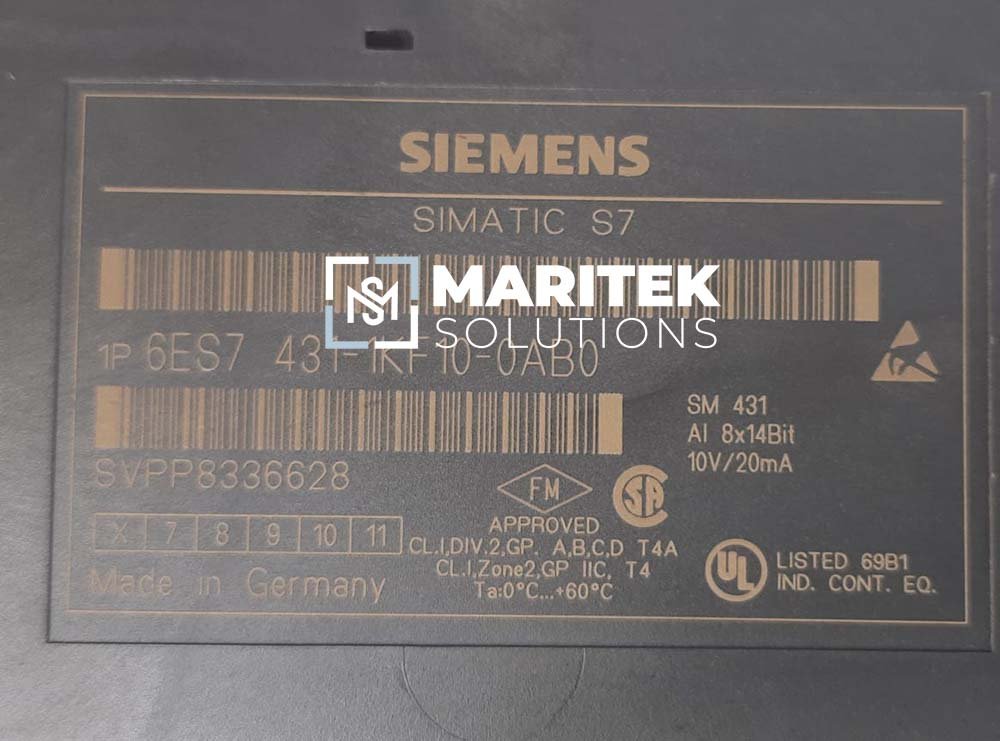 SIEMENS
SIMATIC S7
MARITEK
SOLUTIONS
1P 6ES7 431-1KF10-0AB0
SM 431
AI 8x14Bit
10V/20mA
SVPP8336628
FM
SA
APPROVED
X 7 8 9 10 11
CL.I,DIV.2,GP. A,B,C,D T4A
CL.I,Zone2,GP IIC, T4
Ta:0°C...+60°C
Made in Germany
UL
LISTED 69B1
IND. CONT. EQ.